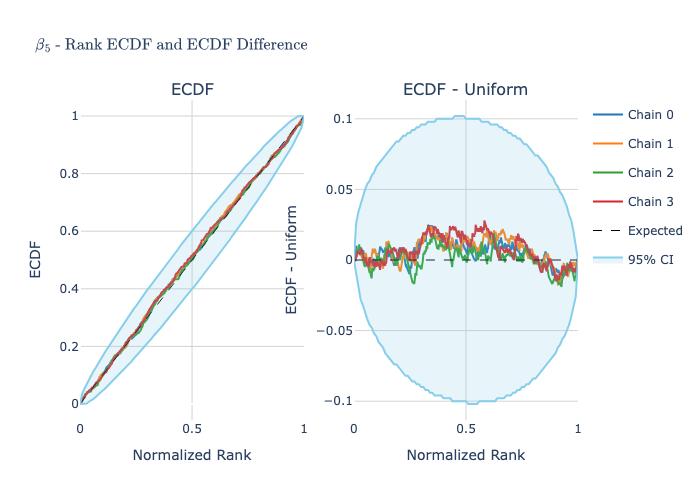 β₅ - Rank ECDF and ECDF Difference
ECDF
ECDF - Uniform
1
0.8
0.6
0.4
0.2
0
0
0.5
1
ECDF
Normalized Rank
0.1
0.05
0
−0.05
−0.1
0
0.5
1
ECDF - Uniform
Normalized Rank
Chain 0
Chain 1
Chain 2
Chain 3
Expected
95% CI